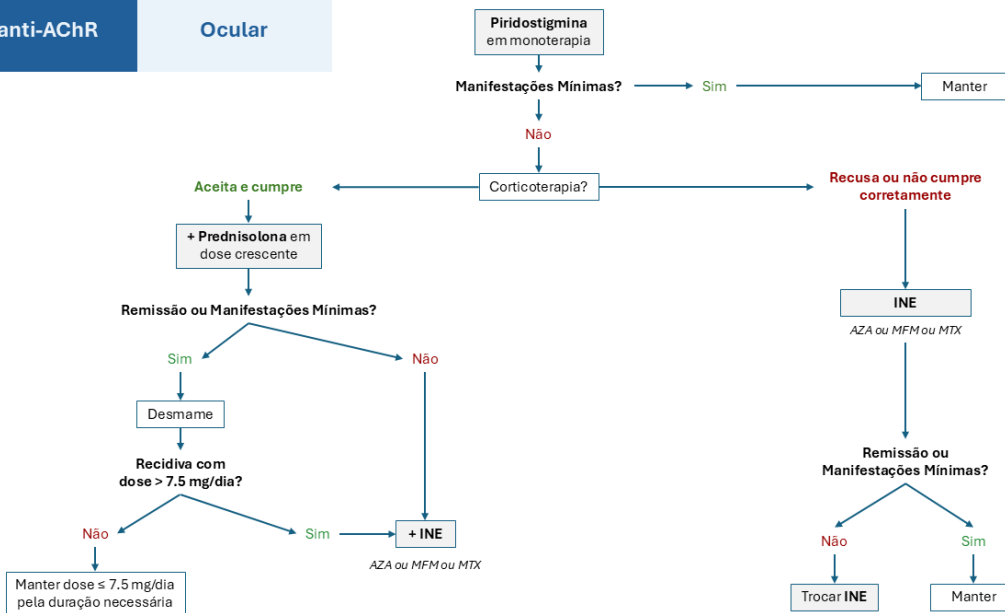 anti-AChR
Ocular
Piridostigmina
em monoterapia
Manifestações Mínimas?
Sim
Manter
Não
Corticoterapia?
Aceita e cumpre
Recusa ou não cumpre
corretamente
+ Prednisolona em
dose crescente
INE
AZA ou MFM ou MTX
Remissão ou Manifestações Mínimas?
Sim
Não
Desmame
Recidiva com
dose > 7.5 mg/dia?
Remissão ou
Manifestações Mínimas?
Não
Sim
+ INE
AZA ou MFM ou MTX
Não
Sim
Manter dose ≤ 7.5 mg/dia
pela duração necessária
Trocar INE
Manter